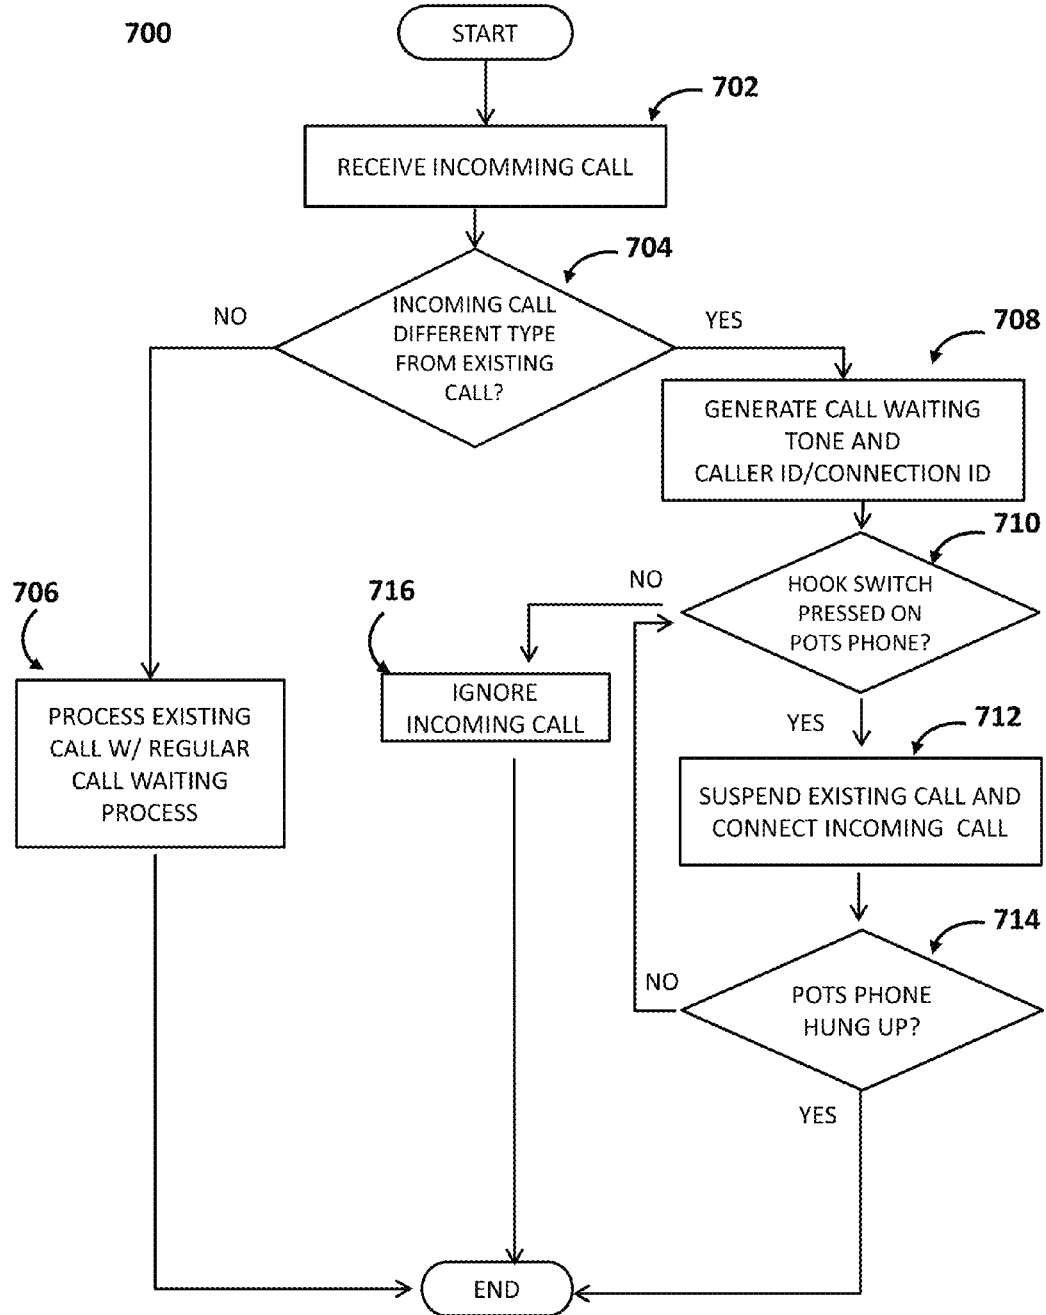 700
START
702
RECEIVE INCOMMING CALL
704
INCOMING CALL
DIFFERENT TYPE
FROM EXISTING
CALL?
NO
YES
708
GENERATE CALL WAITING
TONE AND
CALLER ID/CONNECTION ID
710
HOOK SWITCH
PRESSED ON
POTS PHONE?
NO
716
IGNORE
INCOMING CALL
706
PROCESS EXISTING
CALL W/ REGULAR
CALL WAITING
PROCESS
YES
712
SUSPEND EXISTING CALL AND
CONNECT INCOMING CALL
714
POTS PHONE
HUNG UP?
NO
YES
END